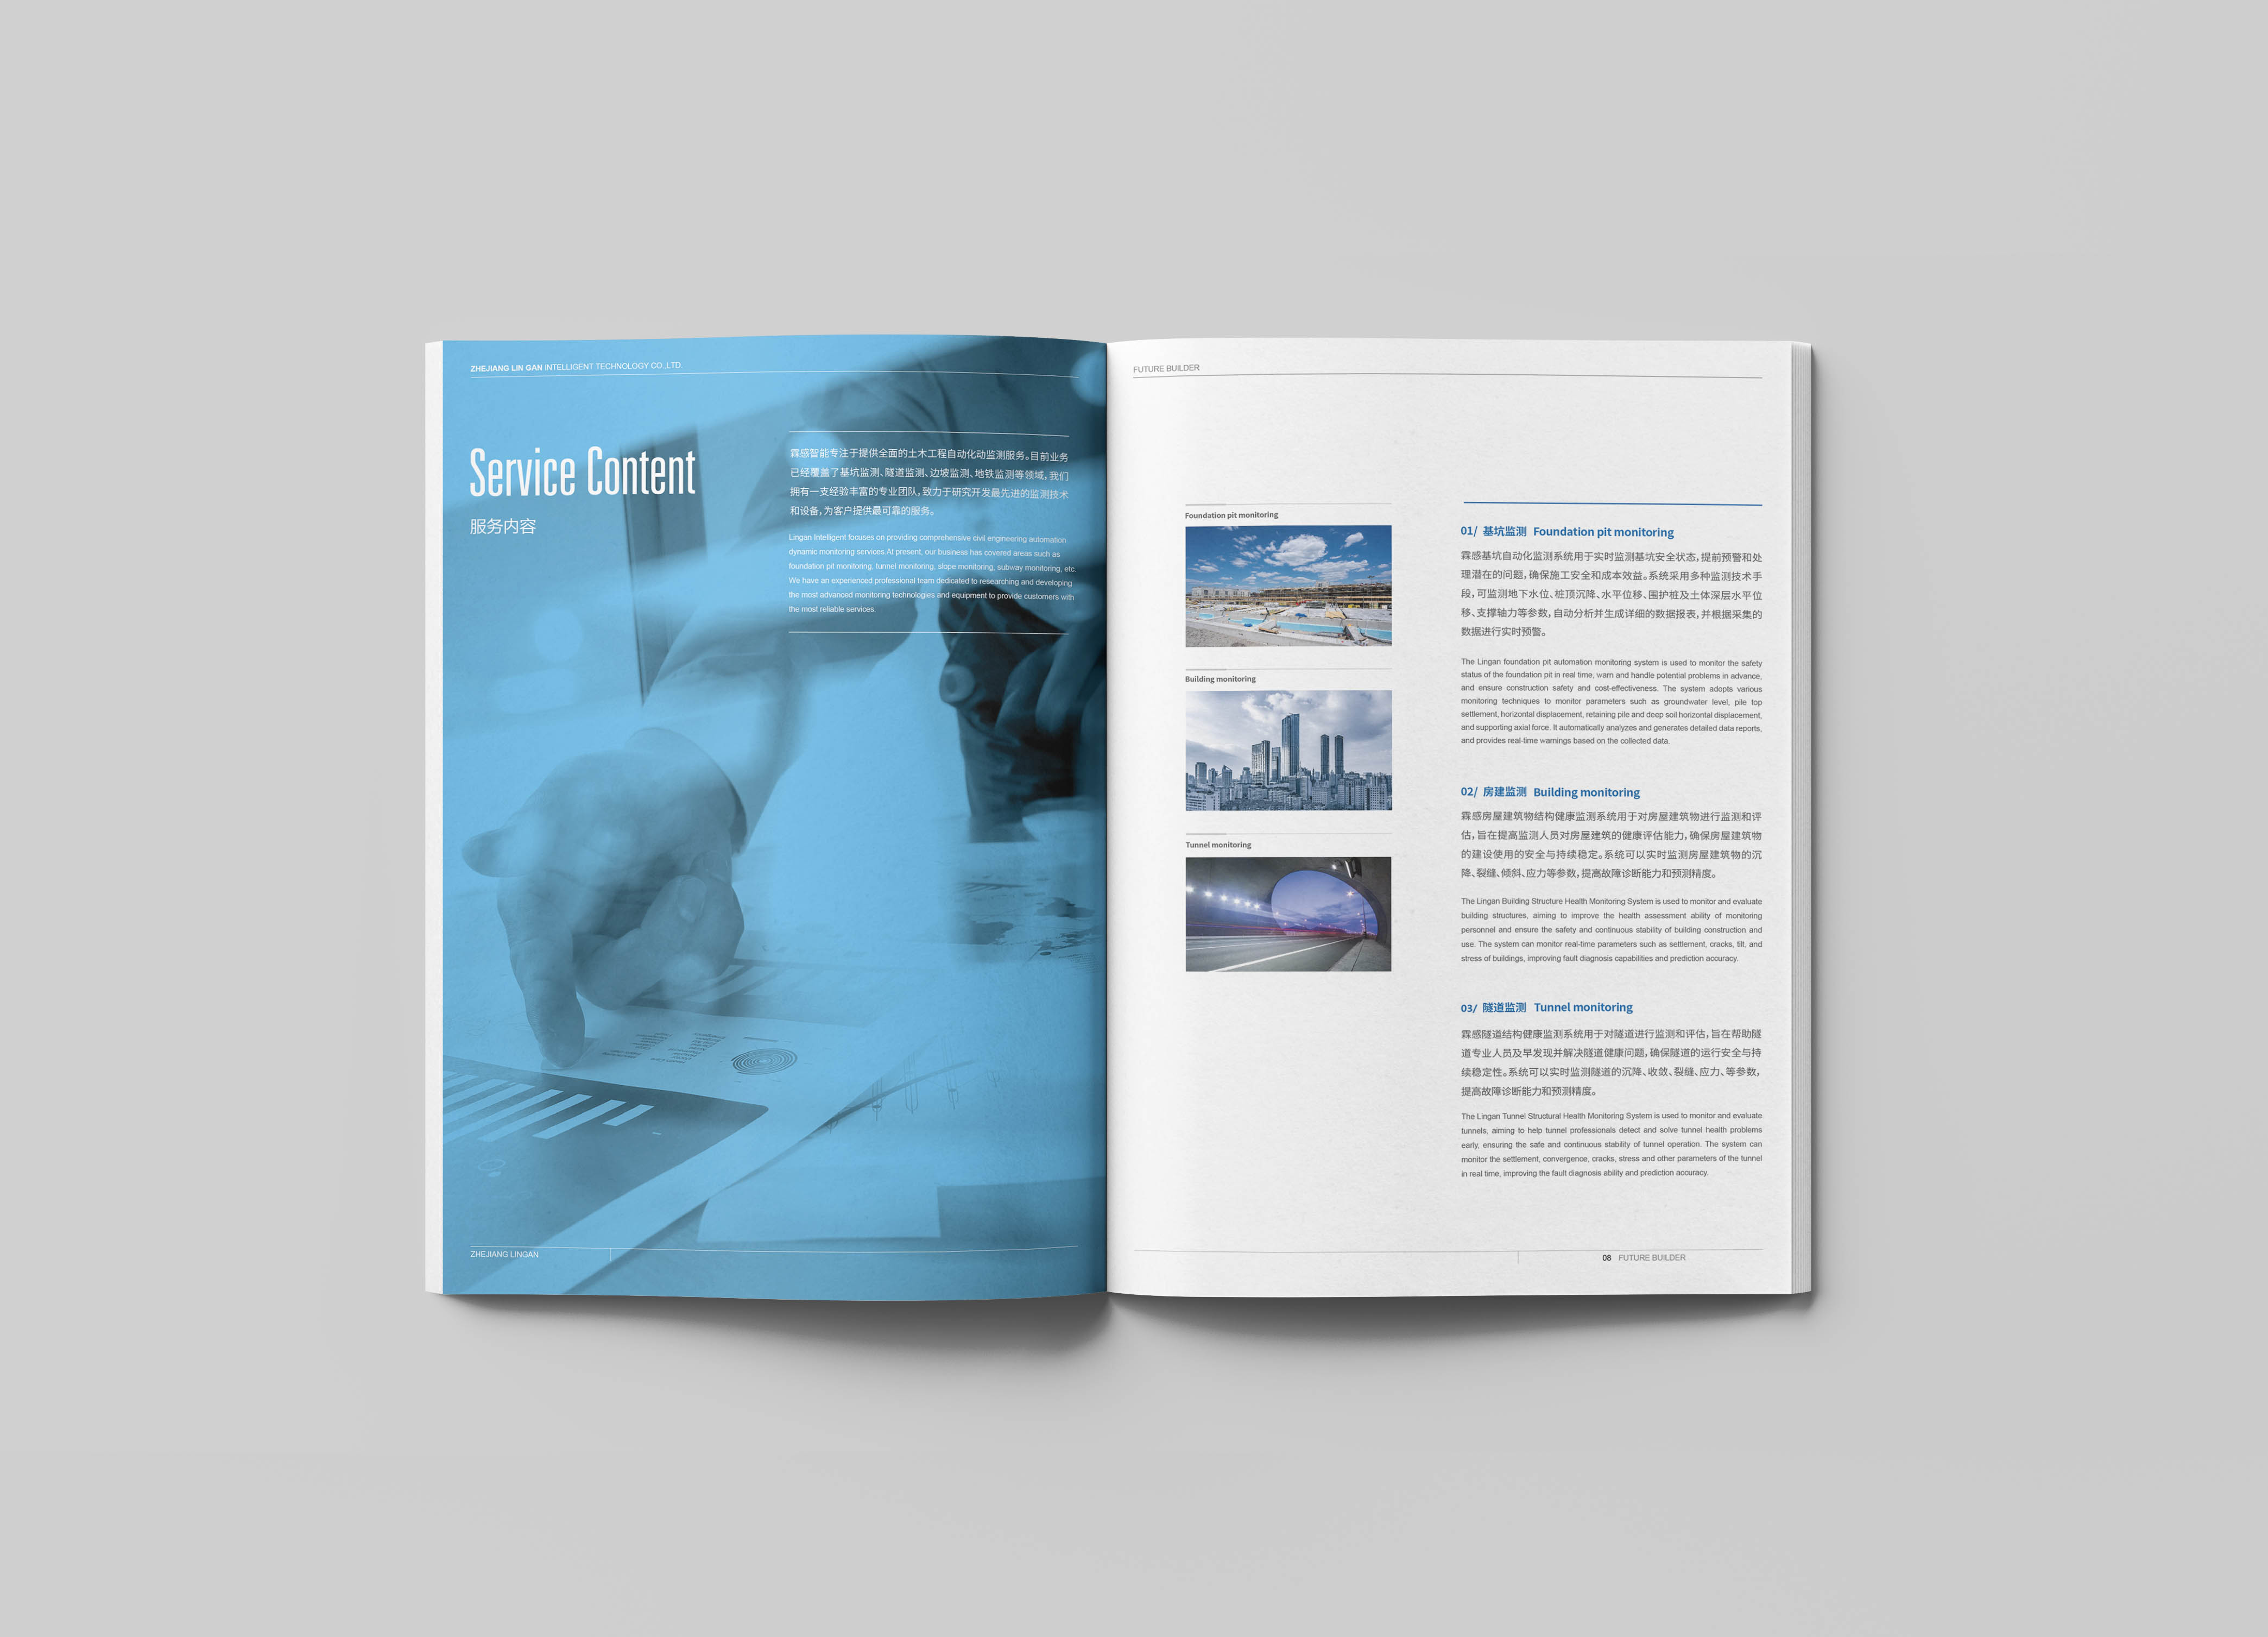 ZHEJIANG LIN GAN INTELLIGENT TECHNOLOGY CO.,LTD.
Service Content
服务内容
霖感智能专注于提供全面的土木工程自动化动监测服务。目前业务
已经覆盖了基坑监测、隧道监测、边坡监测、地铁监测等领域,我们
拥有一支经验丰富的专业团队,致力于研究开发最先进的监测技术
和设备,为客户提供最可靠的服务。
Lingan Intelligent focuses on providing comprehensive civil engineering automation
dynamic monitoring services.At present, our business has covered areas such as
foundation pit monitoring, tunnel monitoring, slope monitoring, subway monitoring, etc.
We have an experienced professional team dedicated to researching and developing
the most advanced monitoring technologies and equipment to provide customers with
the most reliable services.
ZHEJIANG LINGAN
FUTURE BUILDER
Foundation pit monitoring
Building monitoring
Tunnel monitoring
01/ 基坑监测 Foundation pit monitoring
霖感基坑自动化监测系统用于实时监测基坑安全状态,提前预警和处
理潜在的问题,确保施工安全和成本效益。系统采用多种监测技术手
段,可监测地下水位、桩顶沉降、水平位移、围护桩及土体深层水平位
移、支撑轴力等参数,自动分析并生成详细的数据报表,并根据采集的
数据进行实时预警。
The Lingan foundation pit automation monitoring system is used to monitor the safety
status of the foundation pit in real time, warn and handle potential problems in advance,
and ensure construction safety and cost-effectiveness. The system adopts various
monitoring techniques to monitor parameters such as groundwater level, pile top
settlement, horizontal displacement, retaining pile and deep soil horizontal displacement,
and supporting axial force. It automatically analyzes and generates detailed data reports,
and provides real-time warnings based on the collected data.
02/ 房建监测 Building monitoring
霖感房屋建筑物结构健康监测系统用于对房屋建筑物进行监测和评
估,旨在提高监测人员对房屋建筑的健康评估能力,确保房屋建筑物
的建设使用的安全与持续稳定。系统可以实时监测房屋建筑物的沉
降、裂缝、倾斜、应力等参数,提高故障诊断能力和预测精度。
The Lingan Building Structure Health Monitoring System is used to monitor and evaluate
building structures, aiming to improve the health assessment ability of monitoring
personnel and ensure the safety and continuous stability of building construction and
use. The system can monitor real-time parameters such as settlement, cracks, tilt, and
stress of buildings, improving fault diagnosis capabilities and prediction accuracy.
03/ 隧道监测 Tunnel monitoring
霖感隧道结构健康监测系统用于对隧道进行监测和评估,旨在帮助隧
道专业人员及早发现并解决隧道健康问题,确保隧道的运行安全与持
续稳定性。系统可以实时监测隧道的沉降、收敛、裂缝、应力、等参数,
提高故障诊断能力和预测精度。
The Lingan Tunnel Structural Health Monitoring System is used to monitor and evaluate
tunnels, aiming to help tunnel professionals detect and solve tunnel health problems
early, ensuring the safe and continuous stability of tunnel operation. The system can
monitor the settlement, convergence, cracks, stress and other parameters of the tunnel
in real time, improving the fault diagnosis ability and prediction accuracy.
08 FUTURE BUILDER